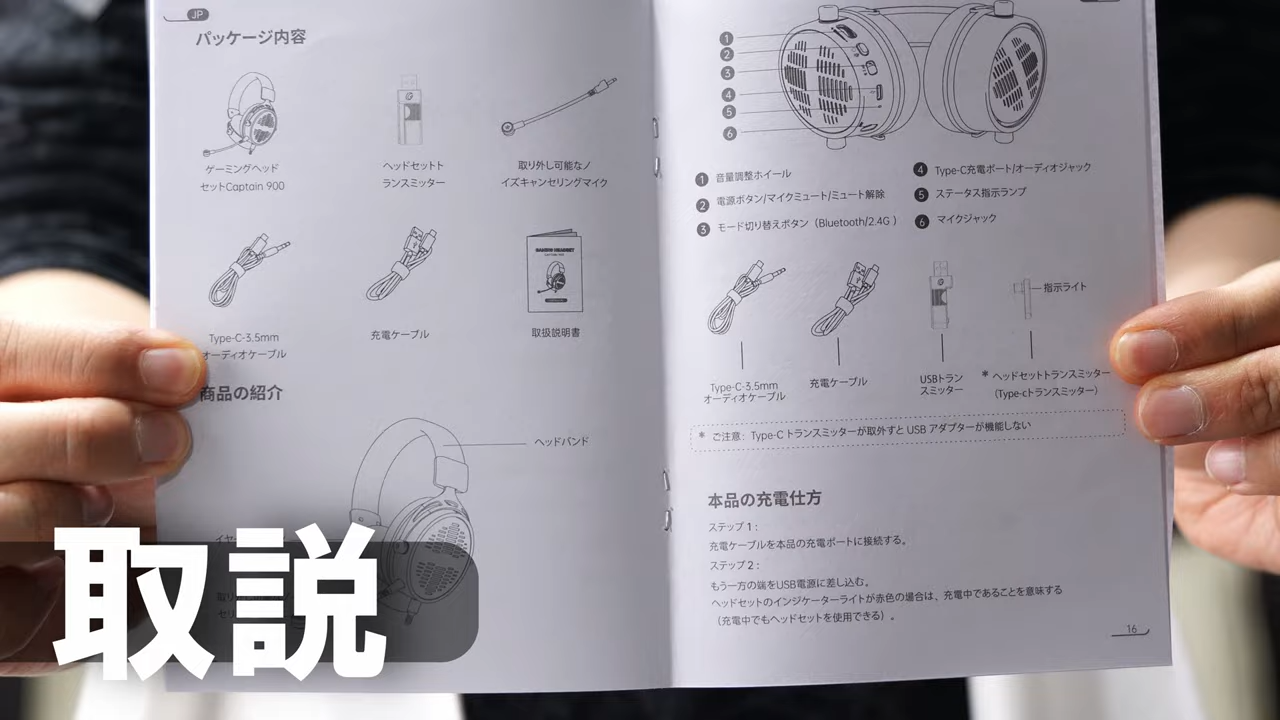 JP
パッケージ内容
ゲーミングヘッド
セットCaptain 900
ヘッドセットト
ランスミッター
取り外し可能なノ
イズキャンセリングマイク
Type-C-3.5mm
オーディオケーブル
充電ケーブル
GAMING HEADSET
取扱説明書
商品の紹介
ヘッドバンド
取説
1
2
3
4
5
6
1 音量調整ホイール
2 電源ボタン/マイクミュート/ミュート解除
3 モード切り替えボタン（Bluetooth/2.4G ）
4 Type-C充電ポート/オーディオジャック
5 ステータス指示ランプ
6 マイクジャック
指示ライト
Type-C-3.5mm
オーディオケーブル
充電ケーブル
USBトラン
スミッター
* ヘッドセットトランスミッター
(Type-cトランスミッター)
* ご注意: Type-C トランスミッターが取外すと USB アダプターが機能しない
本品の充電仕方
ステップ 1 :
充電ケーブルを本品の充電ポートに接続する。
ステップ 2 :
もう一方の端をUSB電源に差し込む。
ヘッドセットのインジケーターライトが赤色の場合は、充電中であることを意味する
（充電中でもヘッドセットを使用できる）。
16